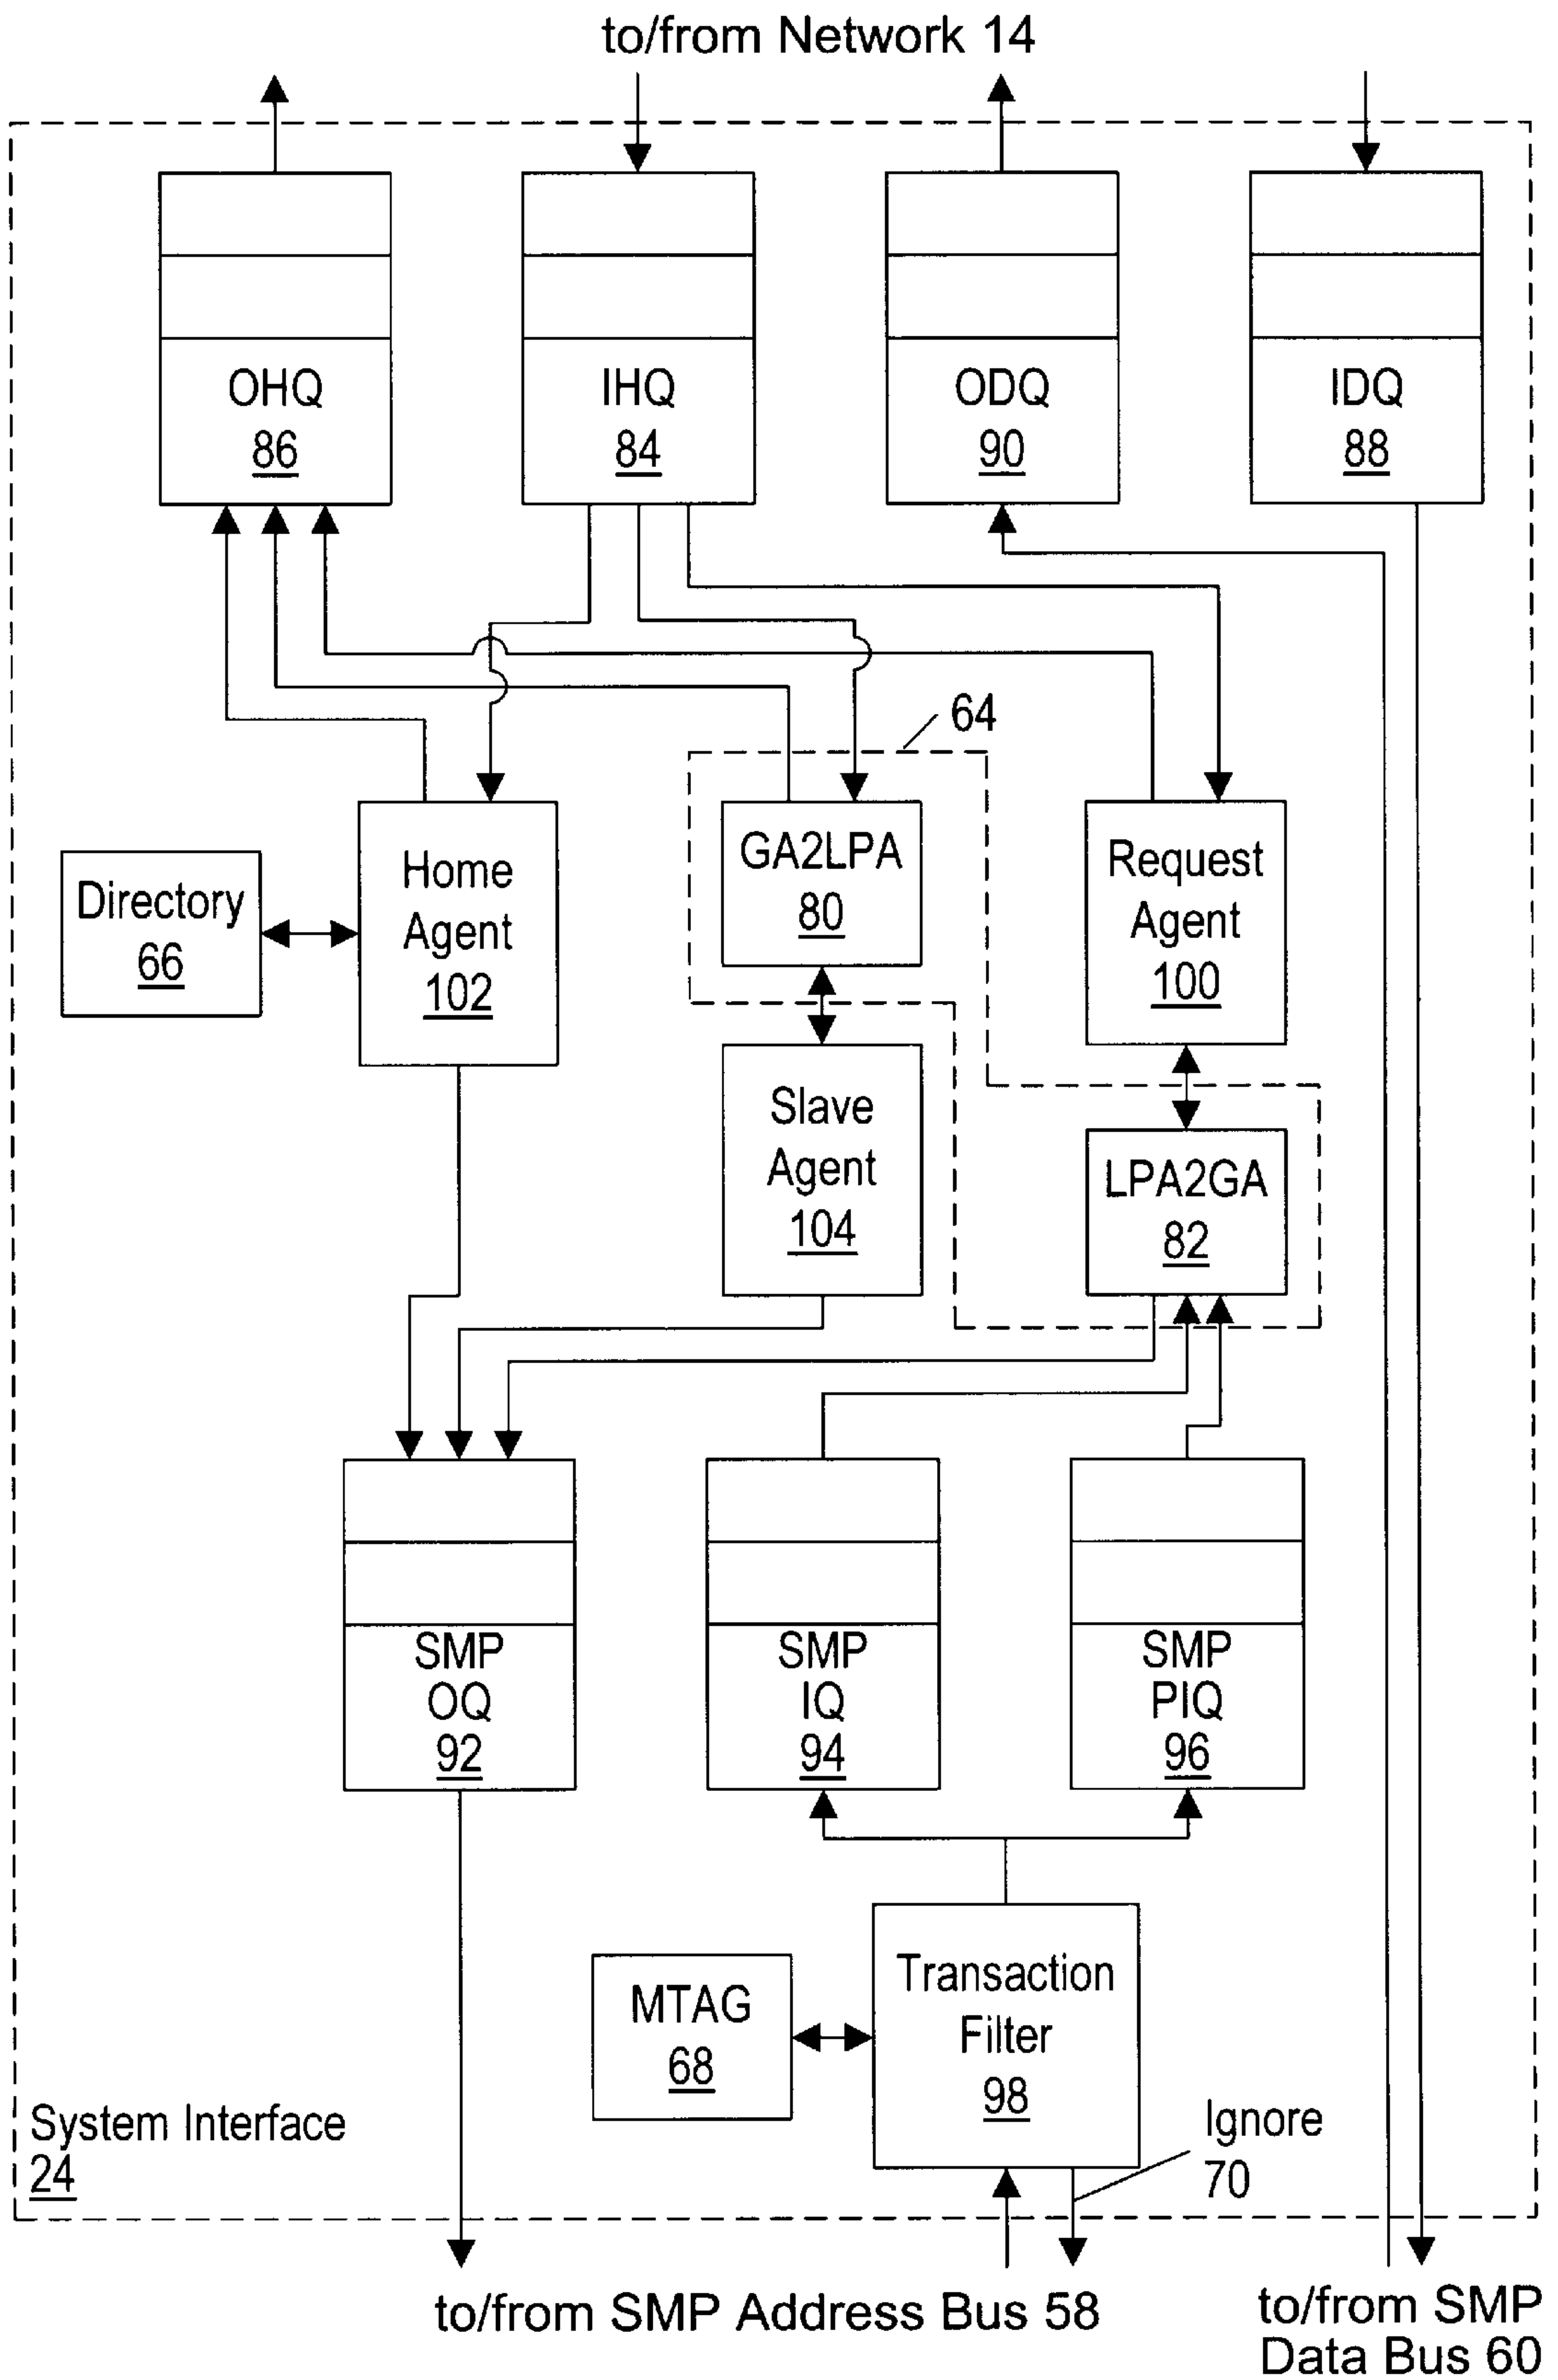 to/from Network 14
OHQ
86
IHQ
84
ODQ
90
IDQ
88
64
Directory
66
Home
Agent
102
GA2LPA
80
Request
Agent
100
Slave
Agent
104
LPA2GA
82
SMP
OQ
92
SMP
IQ
94
SMP
PIQ
96
MTAG
68
Transaction
Filter
98
Ignore
70
System Interface
24
to/from SMP Address Bus 58
to/from SMP
Data Bus 60